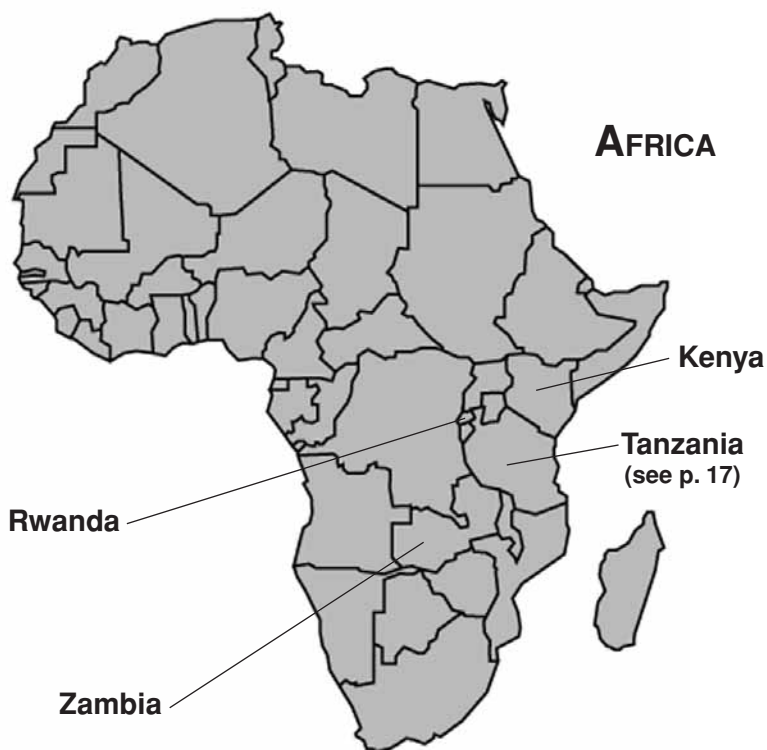 AFRICA
Kenya
Tanzania
(see p. 17)
Rwanda
Zambia